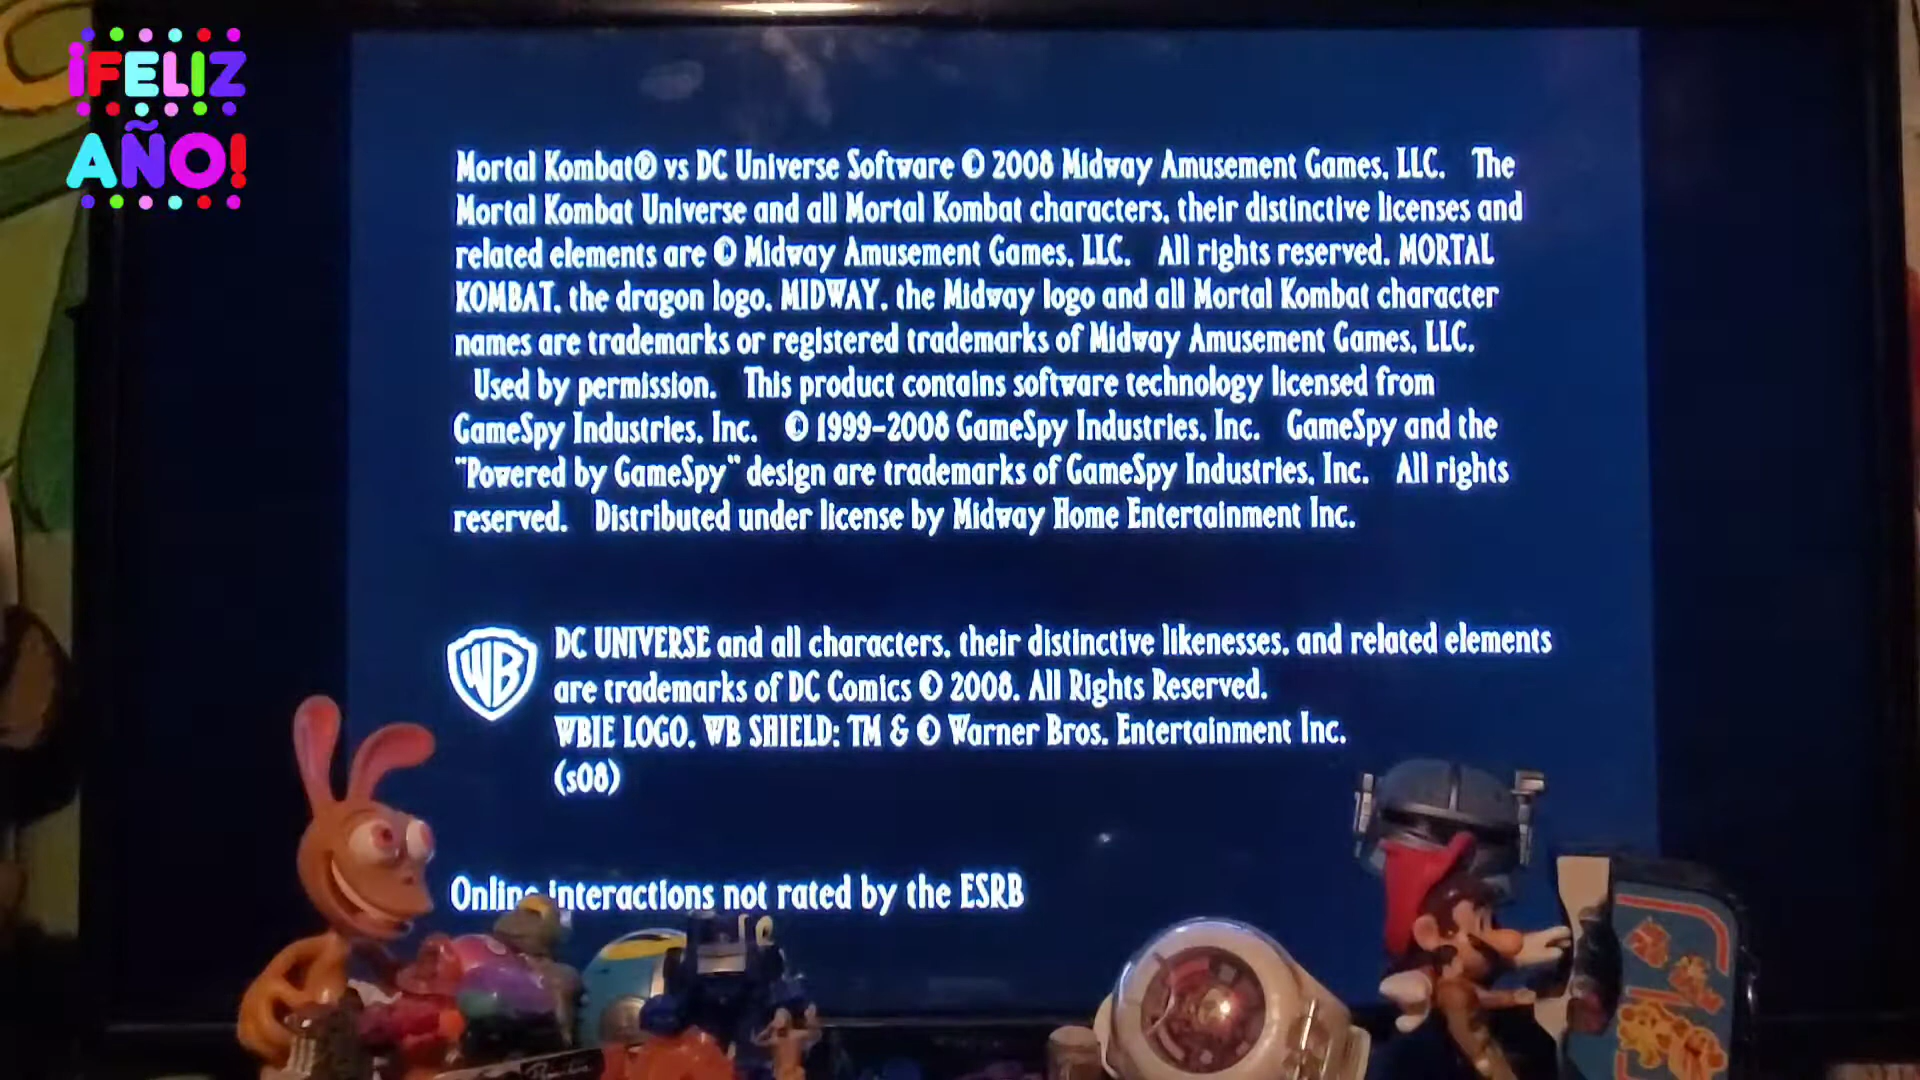 ¡FELIZ
AÑO!
Mortal Kombat® vs DC Universe Software © 2008 Midway Amusement Games, LLC. The
Mortal Kombat Universe and all Mortal Kombat characters, their distinctive licenses and
related elements are © Midway Amusement Games, LLC. All rights reserved. MORTAL
KOMBAT, the dragon logo, MIDWAY, the Midway logo and all Mortal Kombat character
names are trademarks or registered trademarks of Midway Amusement Games, LLC.
Used by permission. This product contains software technology licensed from
GameSpy Industries, Inc. © 1999-2008 GameSpy Industries, Inc. GameSpy and the
"Powered by GameSpy" design are trademarks of GameSpy Industries, Inc. All rights
reserved. Distributed under license by Midway Home Entertainment Inc.
WB
DC UNIVERSE and all characters, their distinctive likenesses, and related elements
are trademarks of DC Comics © 2008. All Rights Reserved.
WBIE LOGO, WB SHIELD: TM & © Warner Bros. Entertainment Inc.
(s08)
Online interactions not rated by the ESRB